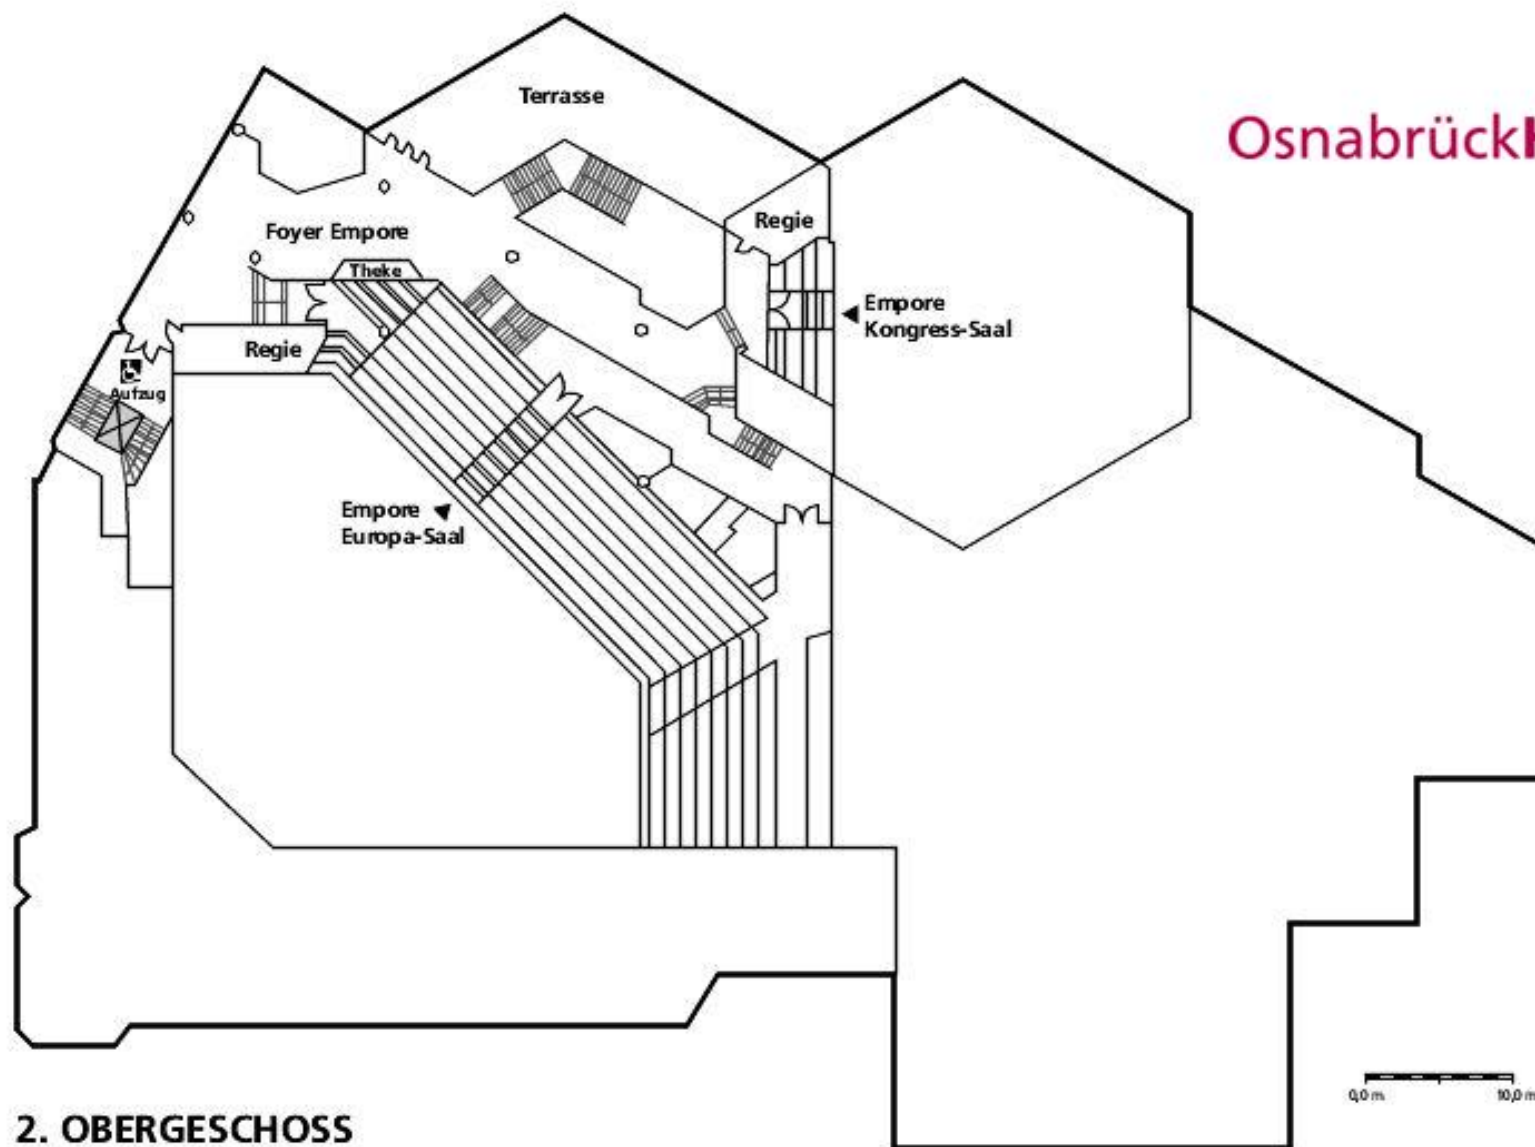 Terrasse
OsnabrückH
Regie
Foyer Empore
Theke
Empore
Kongress-Saal
Regie
Aufzug
Empore
Europa-Saal
0,0 m
10,0 m
2. OBERGESCHOSS